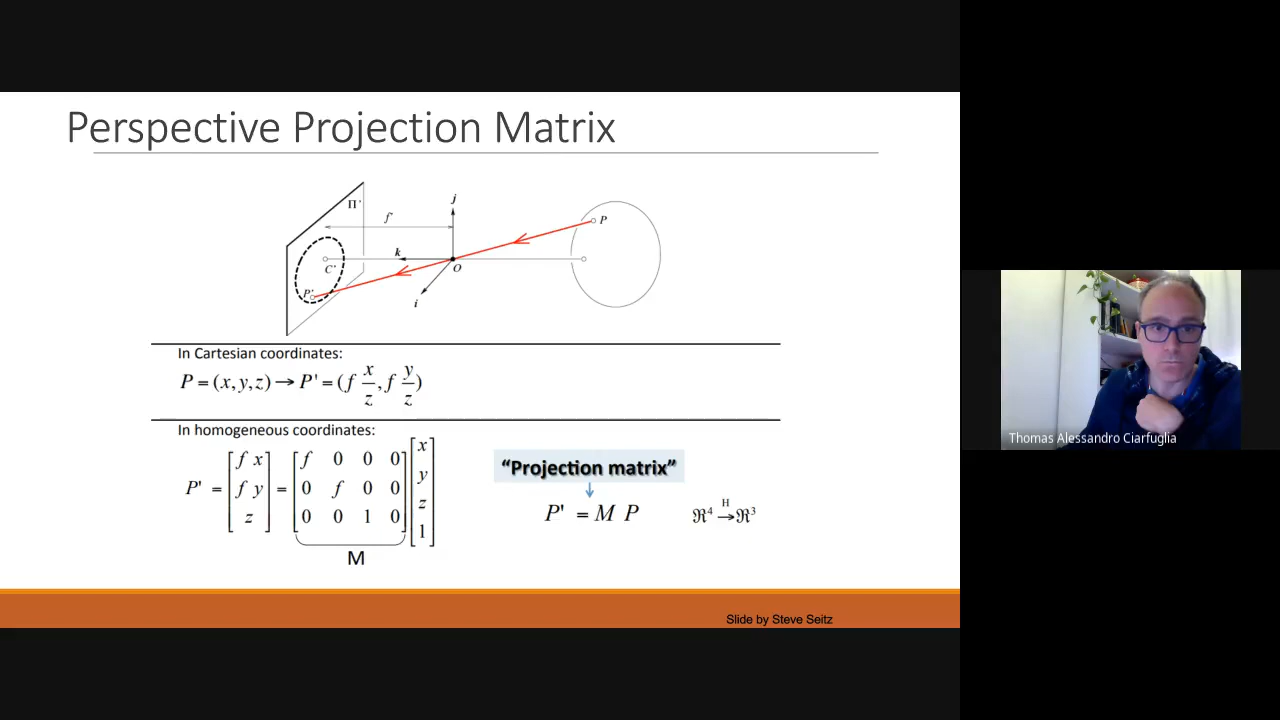 Perspective Projection Matrix
Π'
f'
j
P
k
C'
O
P'
i
In Cartesian coordinates:
P = (x, y, z) → P' = (f x/z, f y/z)
In homogeneous coordinates:
P' = [f x; f y; z] = [f 0 0 0; 0 f 0 0; 0 0 1 0] [x; y; z; 1]
M
"Projection matrix"
P' = M P
ℜ⁴ →ᴴ ℜ³
Slide by Steve Seitz
Thomas Alessandro Ciarfuglia